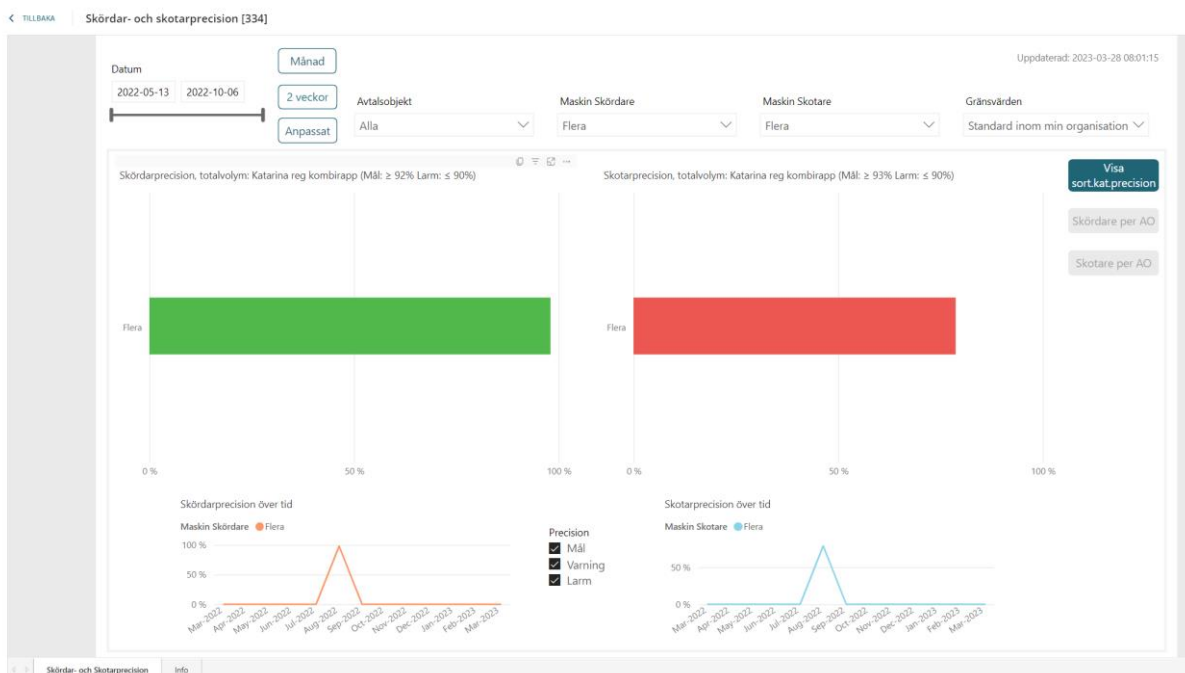 TILLBAKA
Skördar- och skotarprecision [334]
Uppdaterad: 2023-03-28 08:01:15
Datum
2022-05-13 2022-10-06
Månad
2 veckor
Anpassat
Avtalsobjekt
Alla
Maskin Skördare
Flera
Maskin Skotare
Flera
Gränsvärden
Standard inom min organisation
Skördarprecision, totalvolym: Katarina reg kombirapp (Mål: ≥ 92% Larm: ≤ 90%)
Flera
0 % 50 % 100 %
Skotarprecision, totalvolym: Katarina reg kombirapp (Mål: ≥ 93% Larm: ≤ 90%)
Flera
0 % 50 % 100 %
Visa
sort.kat.precision
Skördare per AO
Skotare per AO
Skördarprecision över tid
Maskin Skördare Flera
100 %
50 %
0 %
Mar-2022 Apr-2022 May-2022 Jun-2022 Jul-2022 Aug-2022 Sep-2022 Oct-2022 Nov-2022 Dec-2022 Jan-2023 Feb-2023 Mar-2023
Precision
Mål
Varning
Larm
Skotarprecision över tid
Maskin Skotare Flera
50 %
0 %
Mar-2022 Apr-2022 May-2022 Jun-2022 Jul-2022 Aug-2022 Sep-2022 Oct-2022 Nov-2022 Dec-2022 Jan-2023 Feb-2023 Mar-2023
Skördar- och Skotarprecision Info